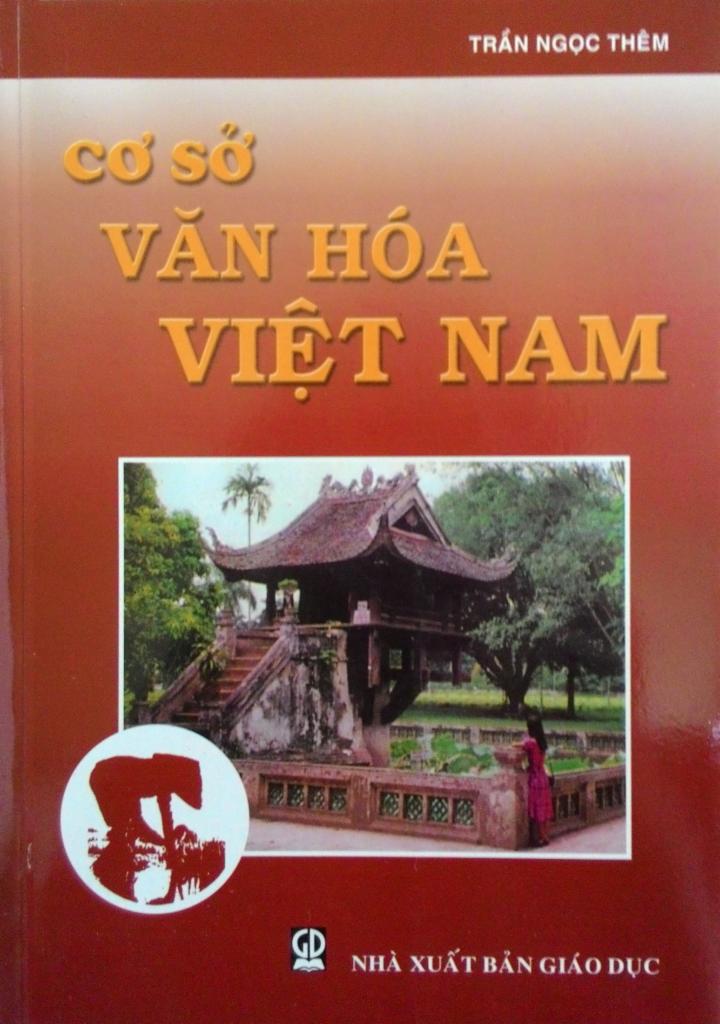 TRẦN NGỌC THÊM
CƠ SỞ
VĂN HÓA
VIỆT NAM
GD
NHÀ XUẤT BẢN GIÁO DỤC